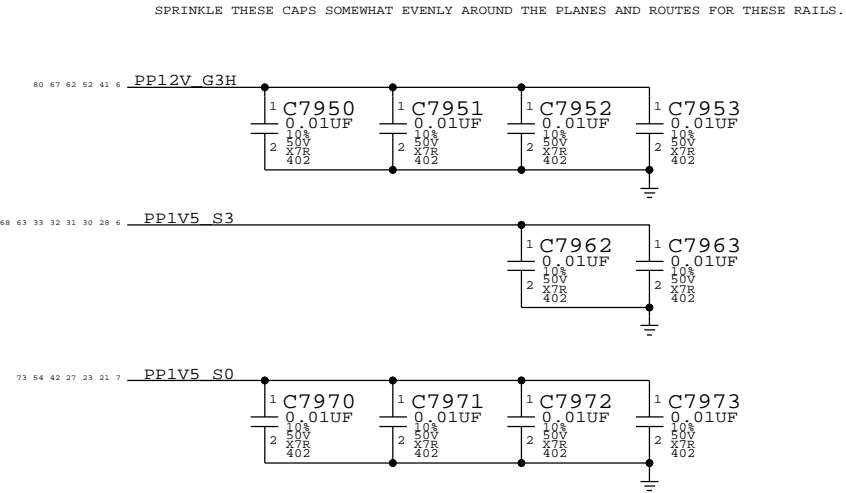 SPRINKLE THESE CAPS SOMEWHAT EVENLY AROUND THE PLANES AND ROUTES FOR THESE RAILS.
80 67 62 52 41 6 PP12V_G3H
1 C7950 1 C7951 1 C7952 1 C7953
0.01UF 0.01UF 0.01UF 0.01UF
10% 10% 10% 10%
2 50V 2 50V 2 50V 2 50V
X7R X7R X7R X7R
402 402 402 402
68 63 33 32 31 30 28 6 PP1V5_S3
1 C7962 1 C7963
0.01UF 0.01UF
10% 10%
2 50V 2 50V
X7R X7R
402 402
73 54 42 27 23 21 7 PP1V5_S0
1 C7970 1 C7971 1 C7972 1 C7973
0.01UF 0.01UF 0.01UF 0.01UF
10% 10% 10% 10%
2 50V 2 50V 2 50V 2 50V
X7R X7R X7R X7R
402 402 402 402